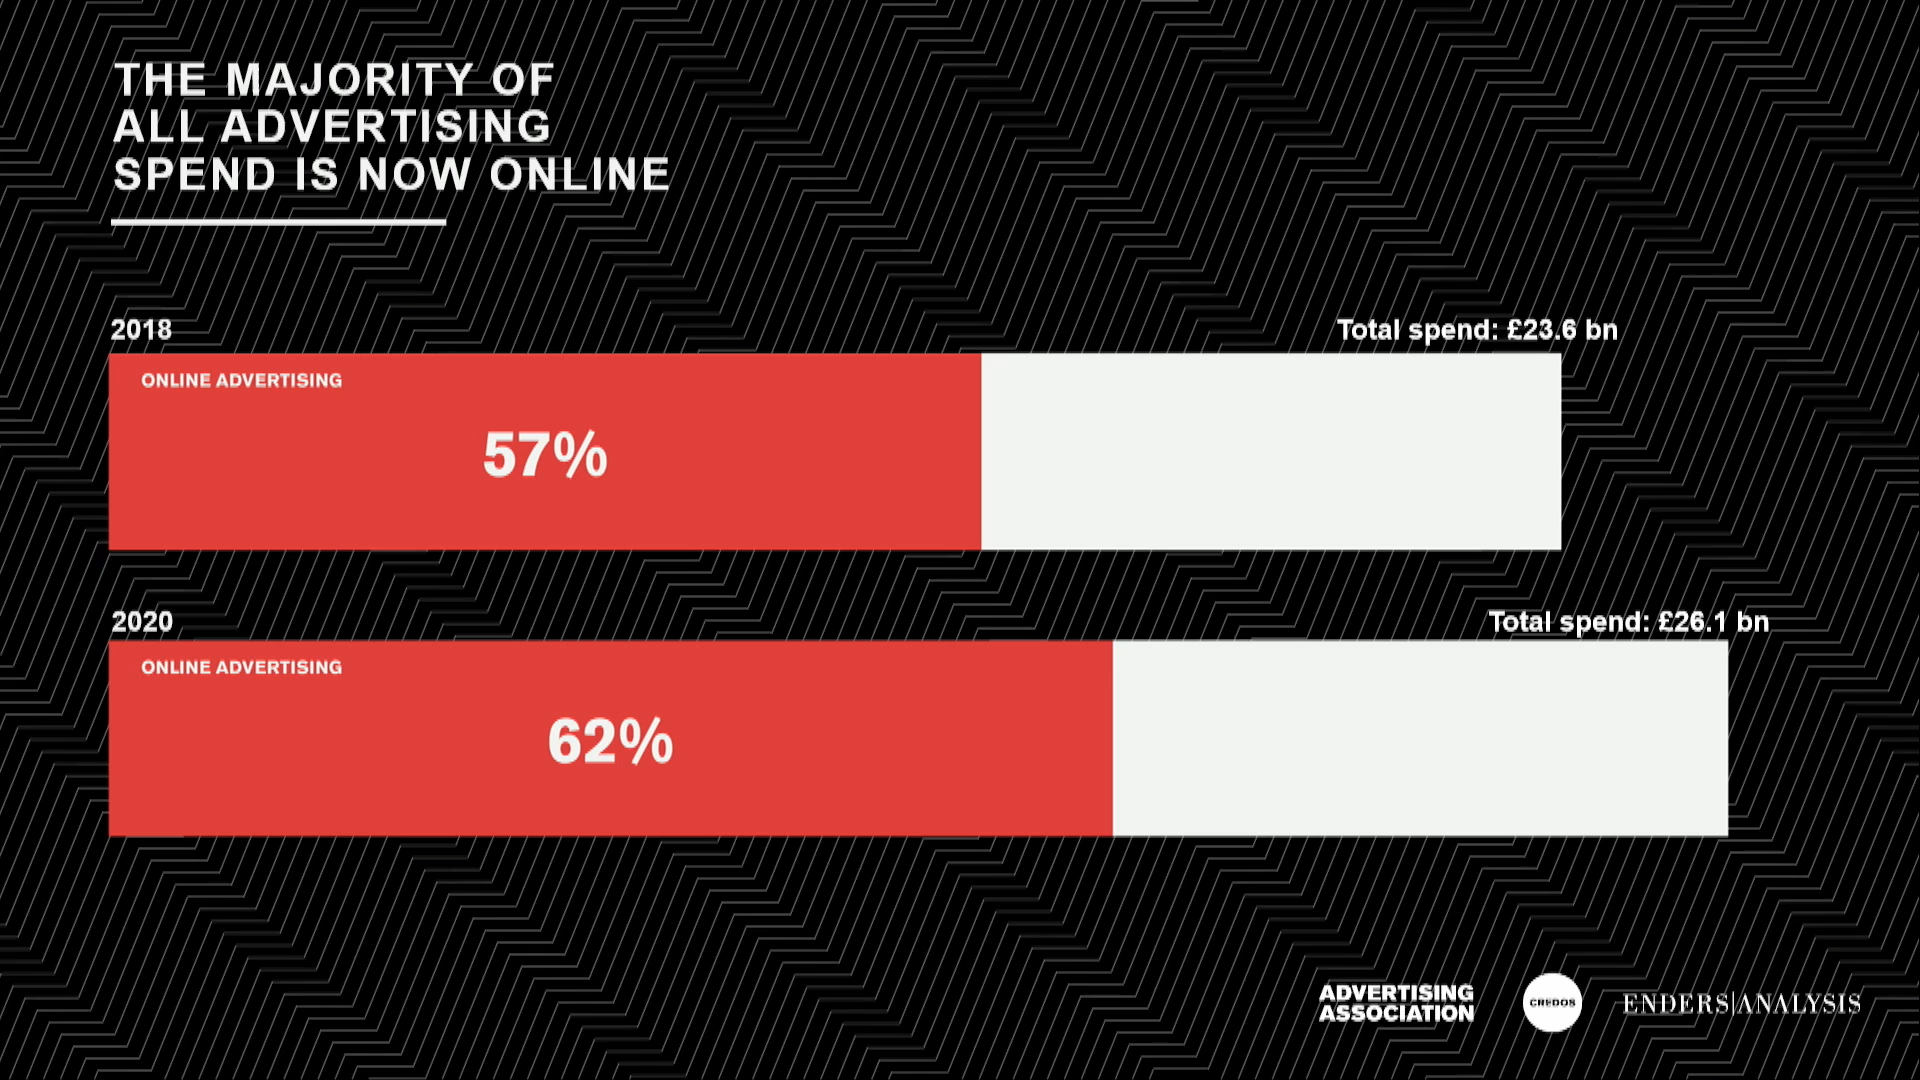 THE MAJORITY OF
ALL ADVERTISING
SPEND IS NOW ONLINE
2018
Total spend: £23.6 bn
ONLINE ADVERTISING
57%
2020
Total spend: £26.1 bn
ONLINE ADVERTISING
62%
ADVERTISING
ASSOCIATION
CREDOS
ENDERS|ANALYSIS